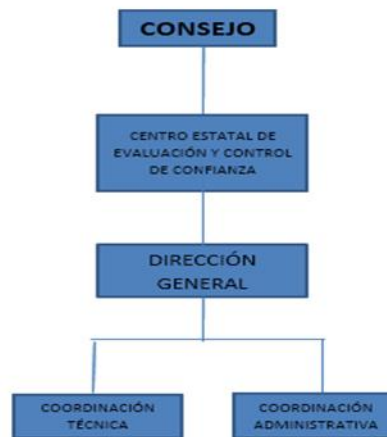 CONSEJO
CENTRO ESTATAL DE
EVALUACIÓN Y CONTROL
DE CONFIANZA
DIRECCIÓN
GENERAL
COORDINACIÓN
TÉCNICA
COORDINACIÓN
ADMINISTRATIVA